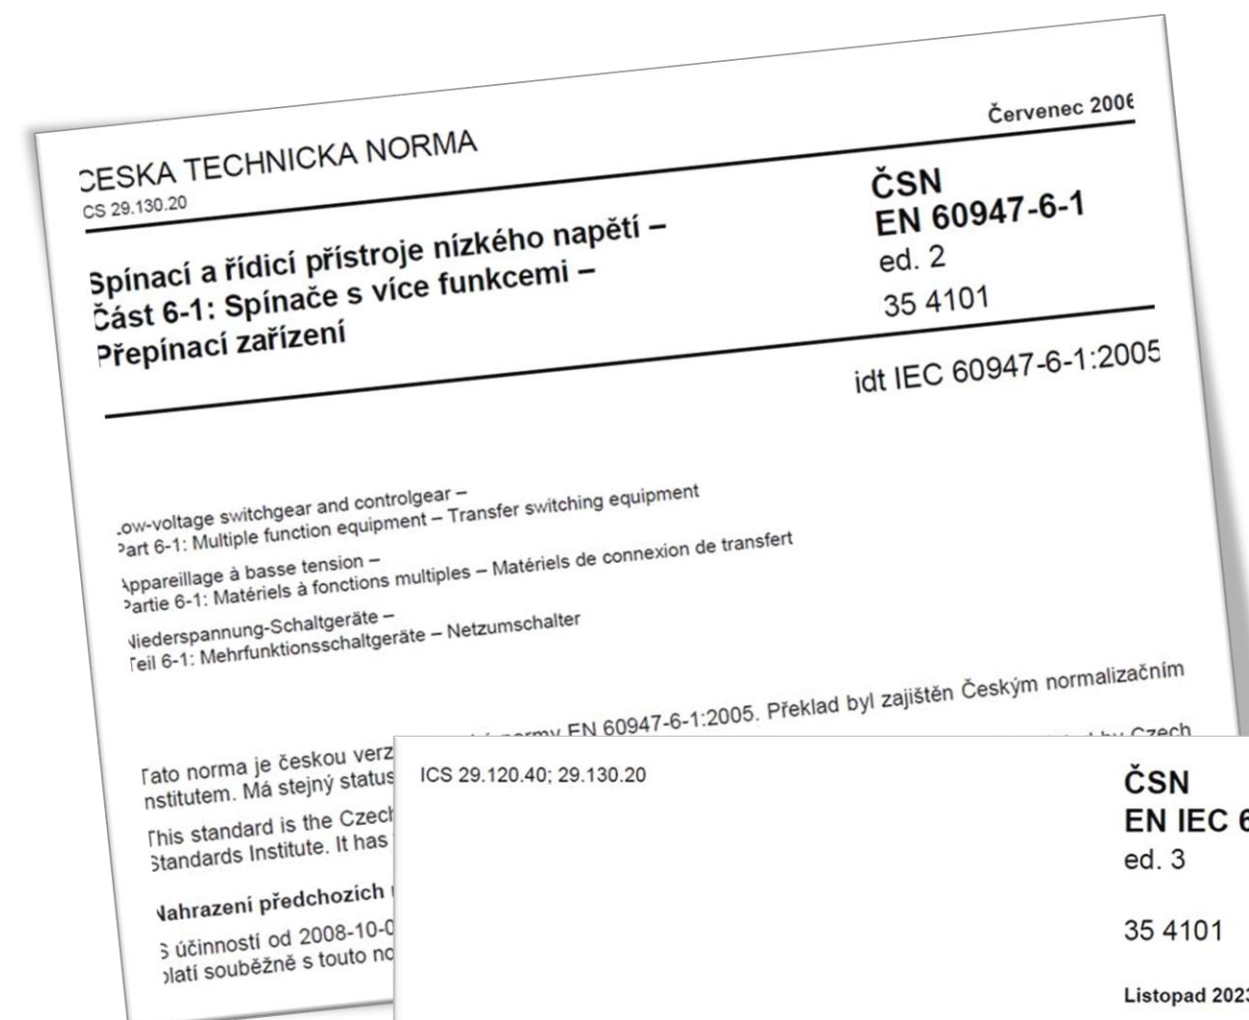 ČESKA TECHNICKA NORMA
Červenec 2006
CS 29.130.20
ČSN
EN 60947-6-1
ed. 2
35 4101
Spínací a řídicí přístroje nízkého napětí –
Část 6-1: Spínače s více funkcemi –
Přepínací zařízení
idt IEC 60947-6-1:2005
Low-voltage switchgear and controlgear –
Part 6-1: Multiple function equipment – Transfer switching equipment
Appareillage à basse tension –
Partie 6-1: Matériels à fonctions multiples – Matériels de connexion de transfert
Niederspannung-Schaltgeräte –
Teil 6-1: Mehrfunktionsschaltgeräte – Netzumschalter
Tato norma je českou verz normy EN 60947-6-1:2005. Překlad byl zajištěn Českým normalizačním
nstitutem. Má stejný status
This standard is the Czech by Czech
Standards Institute. It has
Nahrazení předchozích
S účinností od 2008-10-0
platí souběžně s touto no
ICS 29.120.40; 29.130.20
ČSN
EN IEC 6
ed. 3
35 4101
Listopad 2023